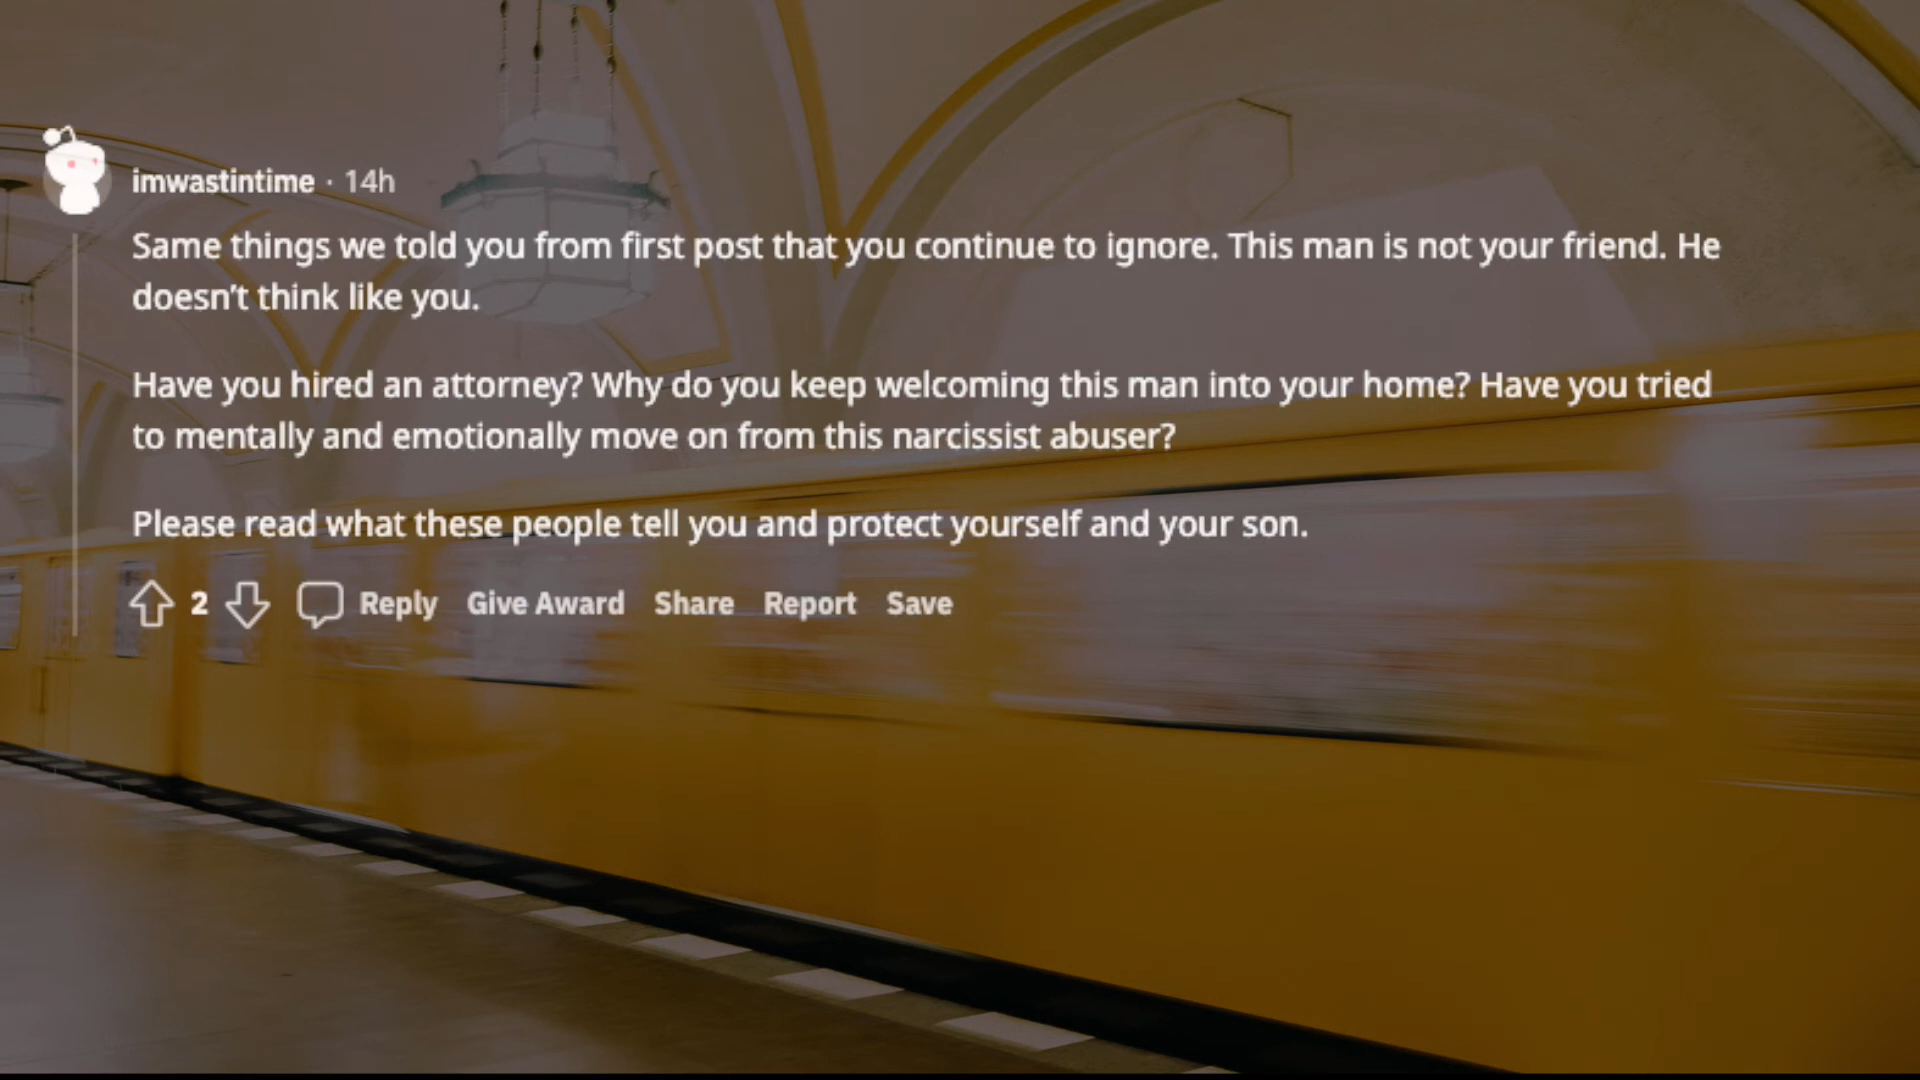 imwastintime · 14h
Same things we told you from first post that you continue to ignore. This man is not your friend. He
doesn't think like you.
Have you hired an attorney? Why do you keep welcoming this man into your home? Have you tried
to mentally and emotionally move on from this narcissist abuser?
Please read what these people tell you and protect yourself and your son.
2 Reply Give Award Share Report Save